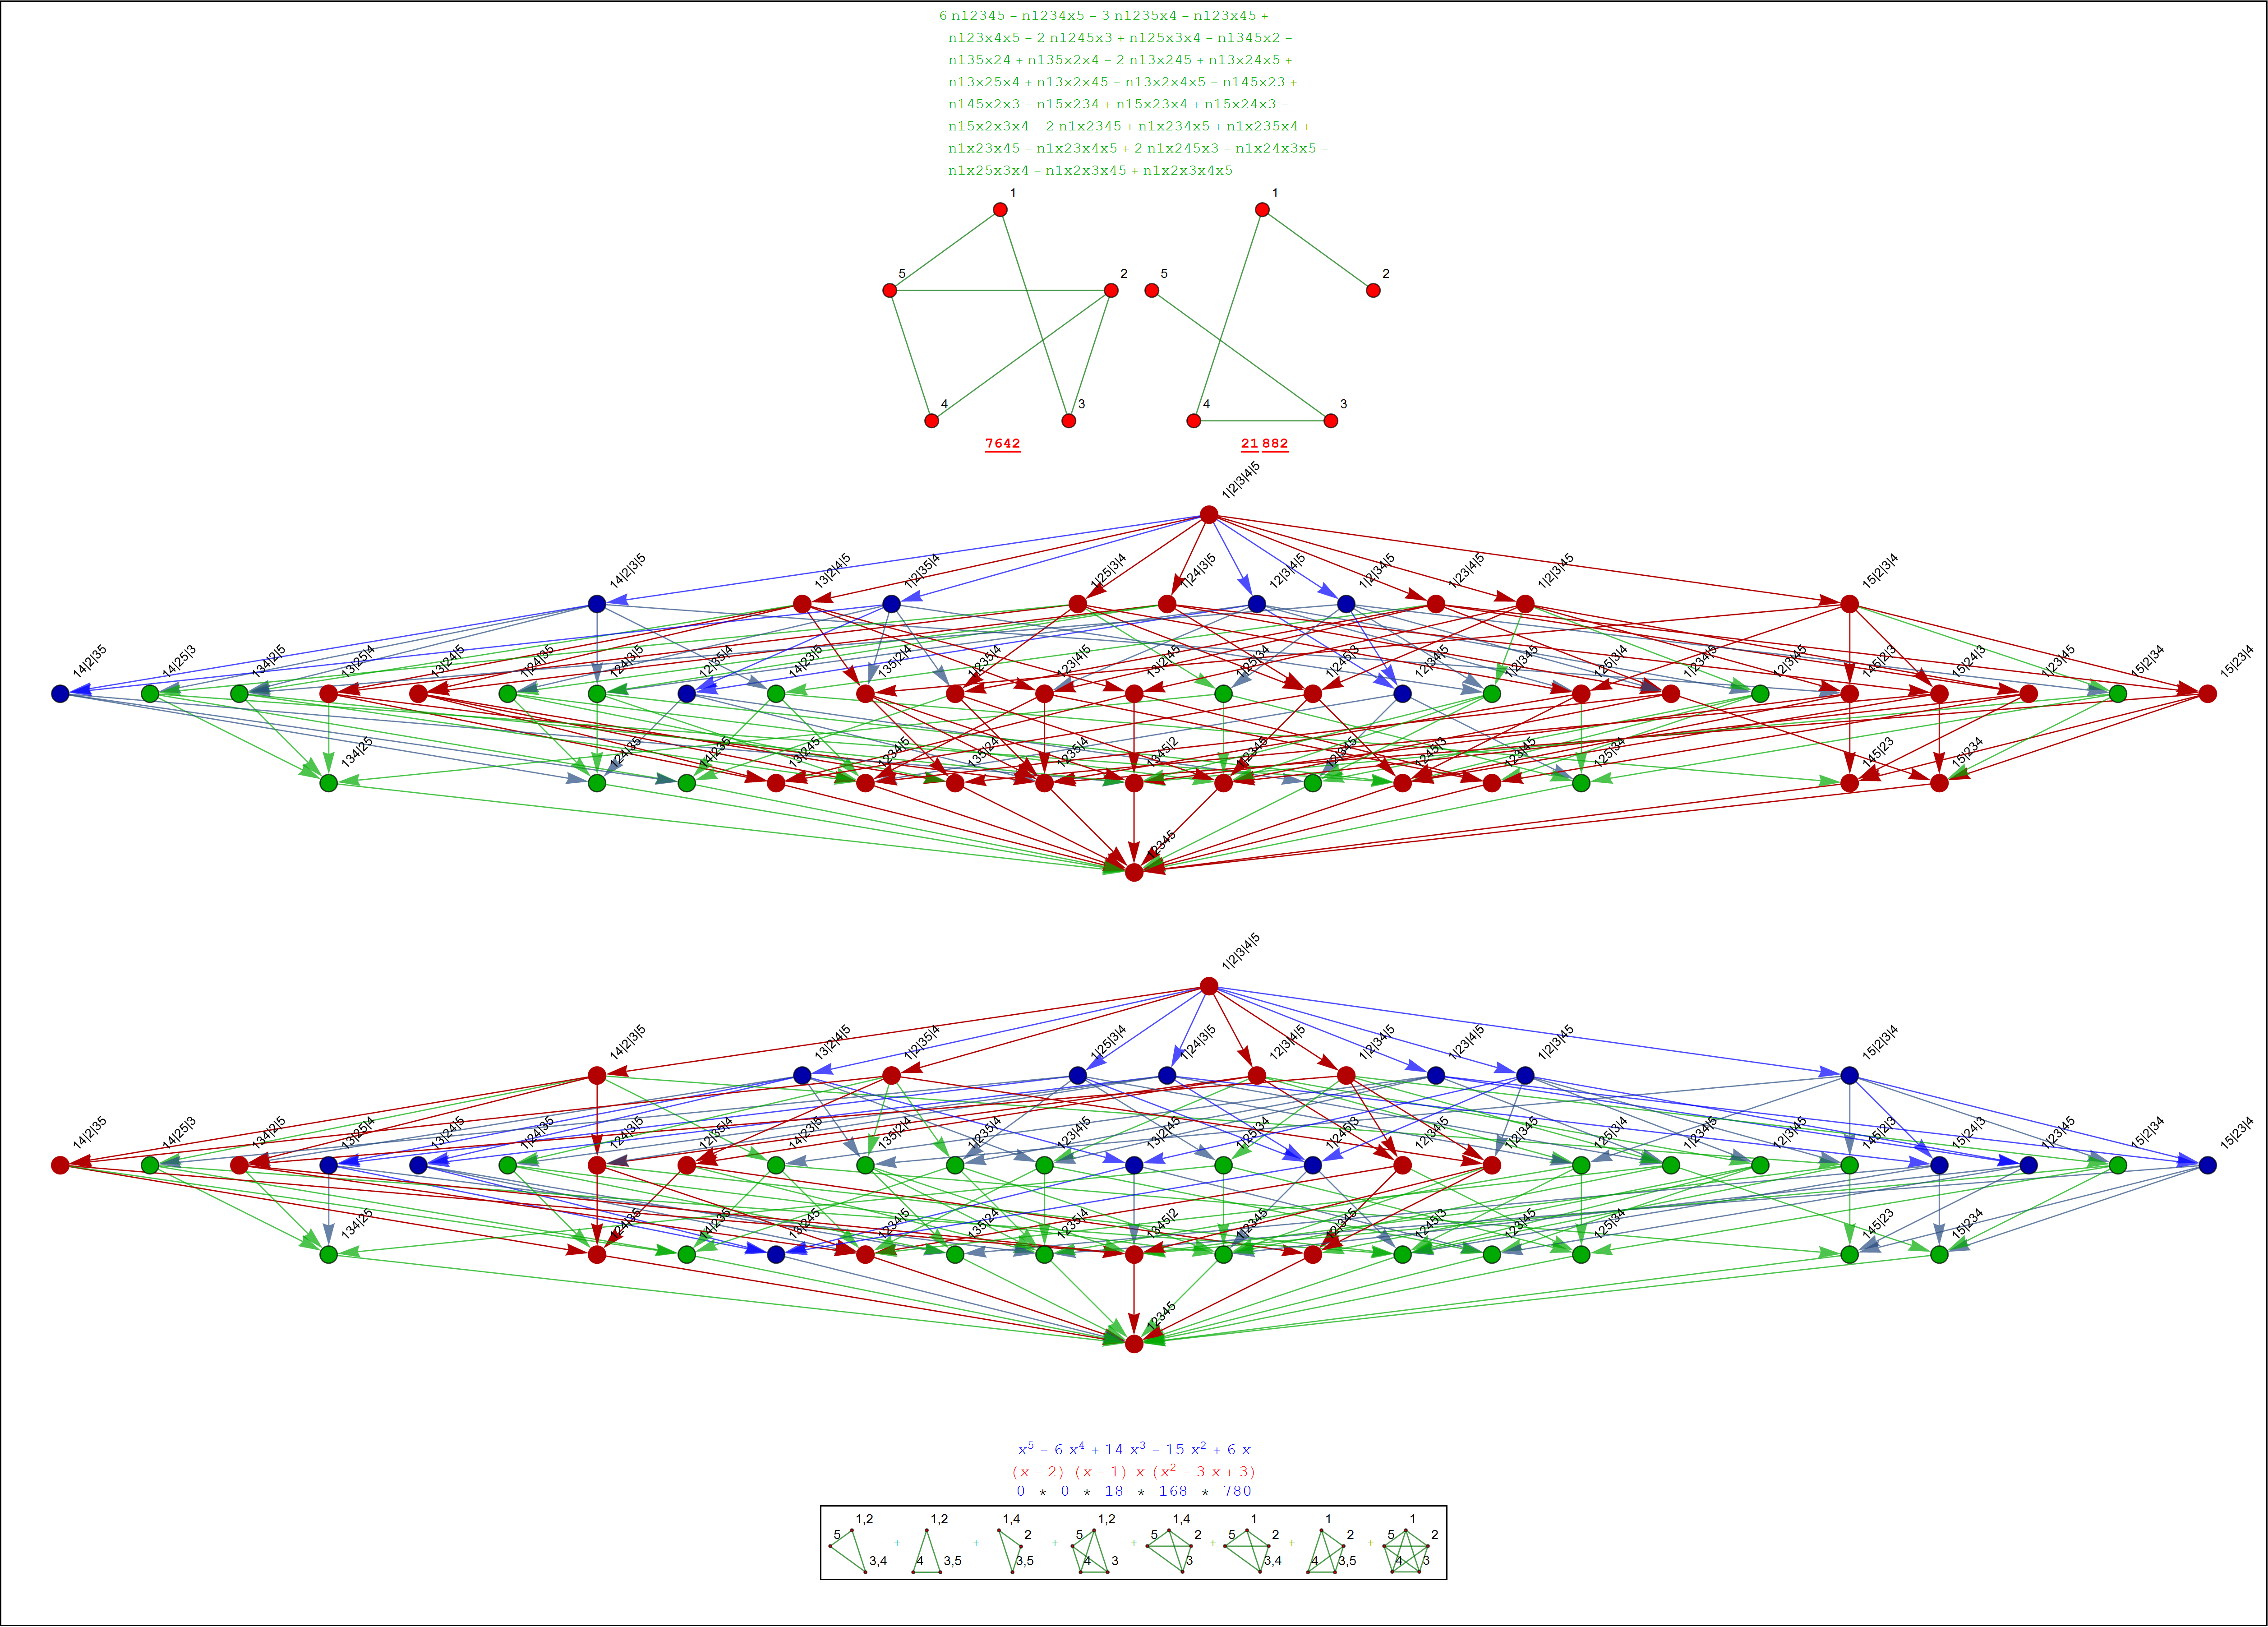 6 n12345 − n1234x5 − 3 n1235x4 − n123x45 +
n123x4x5 − 2 n1245x3 + n125x3x4 − n1345x2 −
n135x24 + n135x2x4 − 2 n13x245 + n13x24x5 +
n13x25x4 + n13x2x45 − n13x2x4x5 − n145x23 +
n145x2x3 − n15x234 + n15x23x4 + n15x24x3 −
n15x2x3x4 − 2 n1x2345 + n1x234x5 + n1x235x4 +
n1x23x45 − n1x23x4x5 + 2 n1x245x3 − n1x24x3x5 −
n1x25x3x4 − n1x2x3x45 + n1x2x3x4x5
1 1
5 2 5 2
4 3 4 3
7642 21 882
1|2|3|4|5
14|2|3|5 13|2|4|5 1|2|35|4 1|25|3|4 1|24|3|5 12|3|4|5 1|2|34|5 1|23|4|5 1|2|3|45 15|2|3|4
14|2|35 14|25|3 134|2|5 13|25|4 13|24|5 1|24|35 124|3|5 12|35|4 14|23|5 135|2|4 1|235|4 123|4|5 13|2|45 1|25|34 1|245|3 12|34|5 1|2|345 125|3|4 1|234|5 12|3|45 145|2|3 15|24|3 1|23|45 15|2|34 15|23|4
134|25 124|35 14|235 13|245 1234|5 135|24 1235|4 1345|2 1|2345 12|345 1245|3 123|45 125|34 145|23 15|234
12345
1|2|3|4|5
14|2|3|5 13|2|4|5 1|2|35|4 1|25|3|4 1|24|3|5 12|3|4|5 1|2|34|5 1|23|4|5 1|2|3|45 15|2|3|4
14|2|35 14|25|3 134|2|5 13|25|4 13|24|5 1|24|35 124|3|5 12|35|4 14|23|5 135|2|4 1|235|4 123|4|5 13|2|45 1|25|34 1|245|3 12|34|5 1|2|345 125|3|4 1|234|5 12|3|45 145|2|3 15|24|3 1|23|45 15|2|34 15|23|4
134|25 124|35 14|235 13|245 1234|5 135|24 1235|4 1345|2 1|2345 12|345 1245|3 123|45 125|34 145|23 15|234
12345
x⁵ − 6 x⁴ + 14 x³ − 15 x² + 6 x
(x − 2) (x − 1) x (x² − 3 x + 3)
0 * 0 * 18 * 168 * 780
1,2 1,2 1,4 1,2 1,4 1 1 1
5 2 5 5 2 5 2 2 5 2
+ + + + + + +
3,4 4 3,5 3,5 4 3 3 3,4 4 3,5 4 3